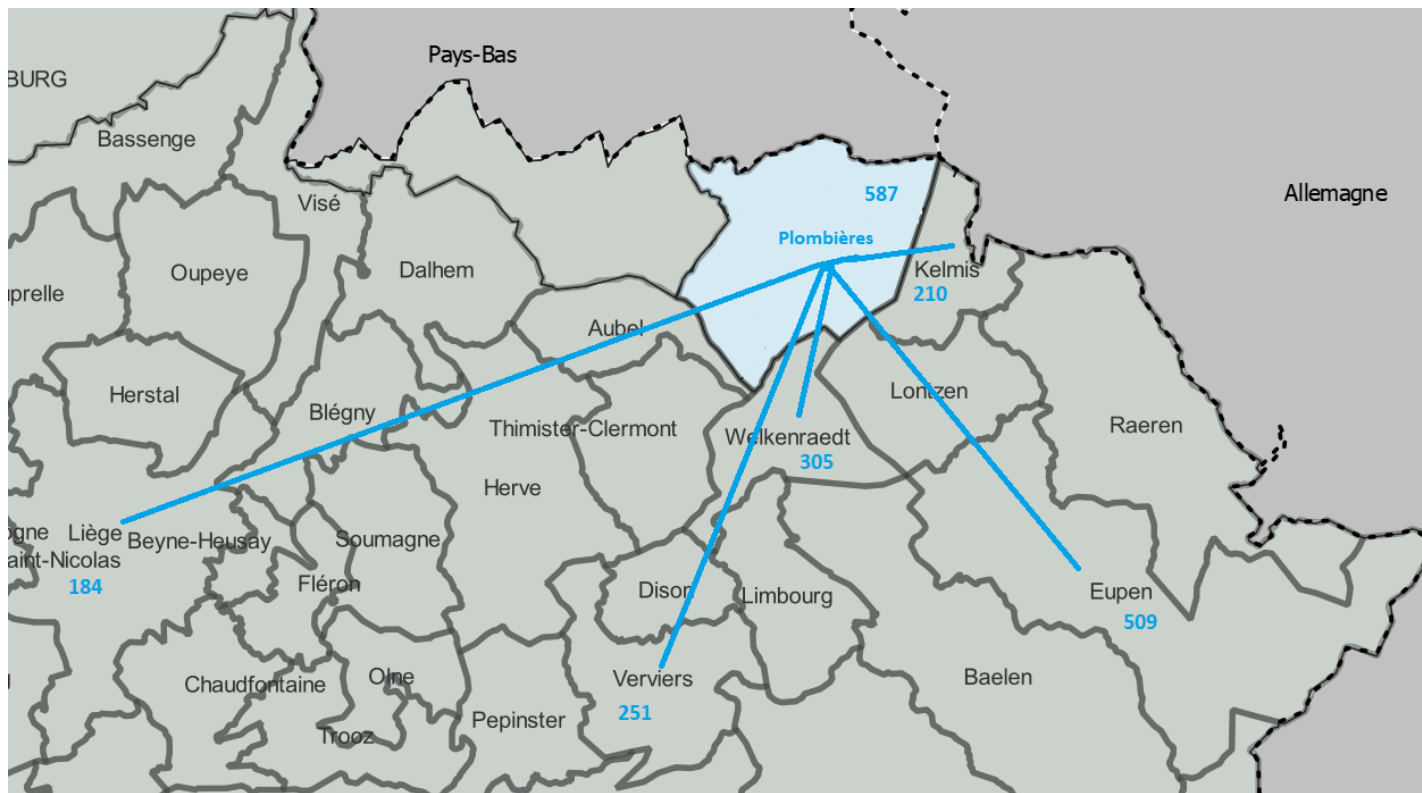 Pays-Bas
BURG
Bassenge
587
Allemagne
Visé
Plombières
Oupeye
Dalhem
Kelmis
uprelle
210
Aubel
Herstal
Blégny
Lontzen
Thimister-Clermont
Welkenraedt
Raeren
305
Herve
ogne
Liège
Beyne-Heusay
Soumagne
aint-Nicolas
184
Fléron
Dison
Limbourg
Eupen
509
Chaudfontaine
Olne
Verviers
Baelen
251
Pepinster
Trooz